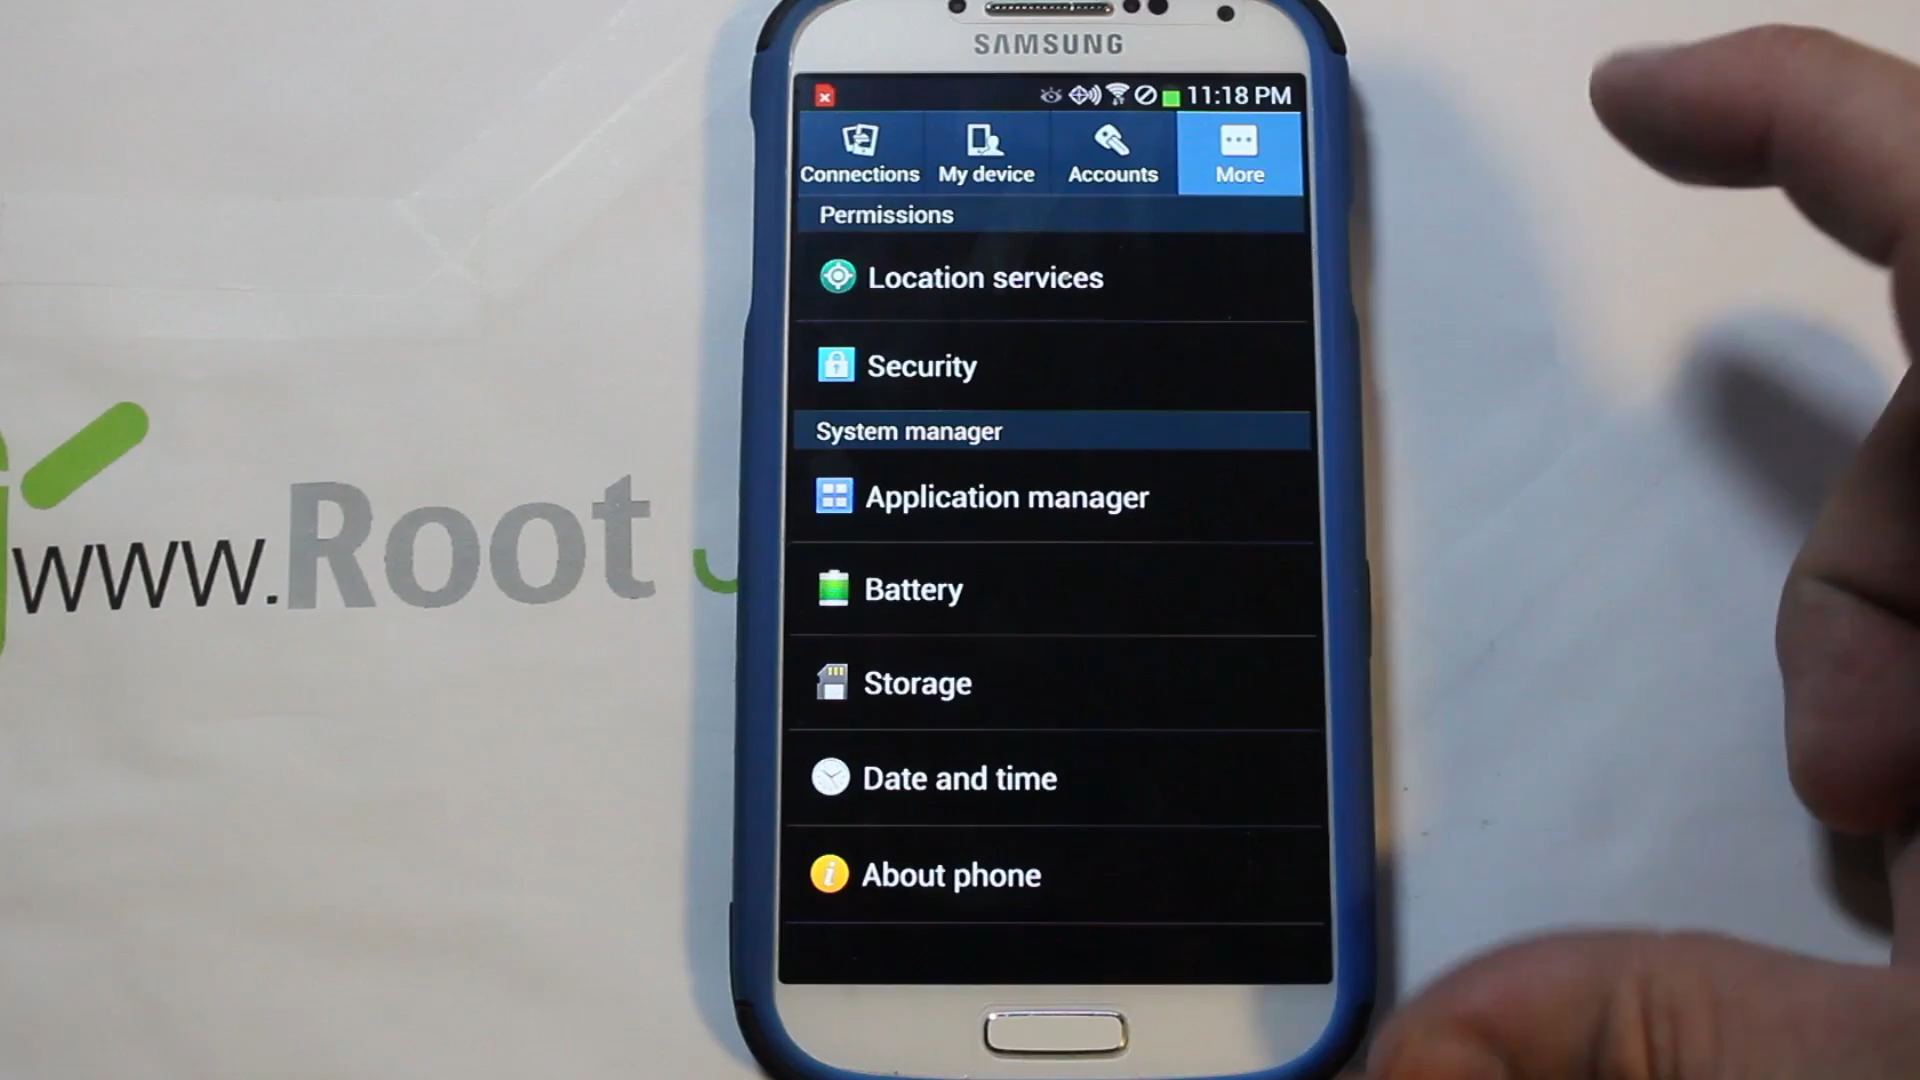 SAMSUNG
11:18 PM
Connections My device Accounts More
Permissions
Location services
Security
System manager
Application manager
Battery
Storage
Date and time
About phone
www.Root